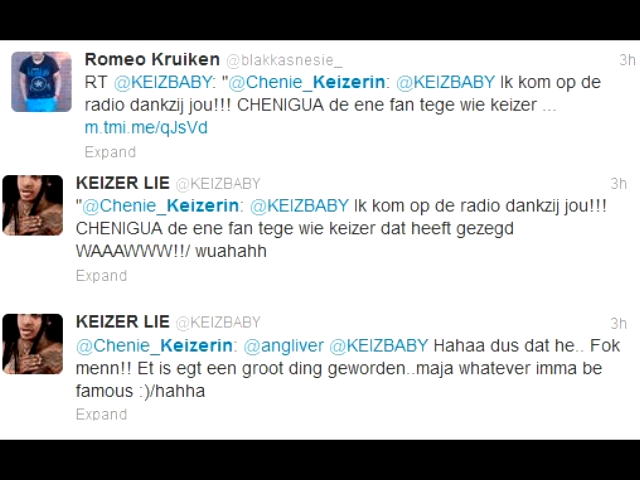 Romeo Kruiken @blakkasnesie_ 3h
RT @KEIZBABY: "@Chenie_Keizerin: @KEIZBABY Ik kom op de
radio dankzij jou!!! CHENIGUA de ene fan tege wie keizer ...
m.tmi.me/qJsVd
Expand
KEIZER LIE @KEIZBABY 3h
"@Chenie_Keizerin: @KEIZBABY Ik kom op de radio dankzij jou!!!
CHENIGUA de ene fan tege wie keizer dat heeft gezegd
WAAAWWW!!/ wuahahh
Expand
KEIZER LIE @KEIZBABY 3h
@Chenie_Keizerin: @angliver @KEIZBABY Hahaa dus dat he.. Fok
menn!! Et is egt een groot ding geworden..maja whatever imma be
famous :)/hahha
Expand